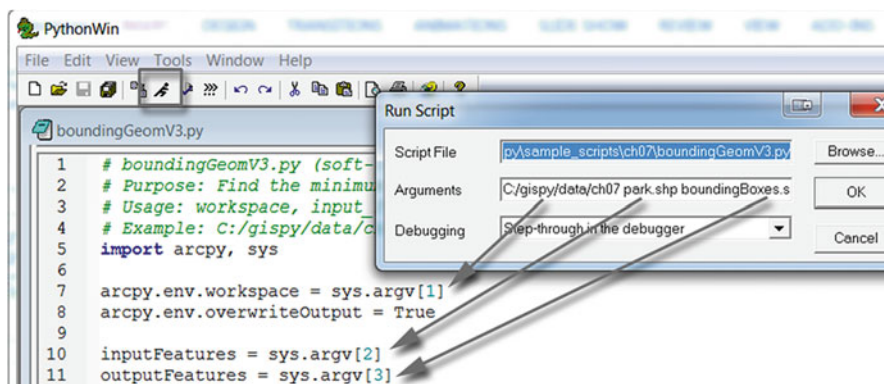 PythonWin
File Edit View Tools Window Help
boundingGeomV3.py
1 # boundingGeomV3.py (soft-
2 # Purpose: Find the minimu
3 # Usage: workspace, input_
4 # Example: C:/gispy/data/c
5 import arcpy, sys
6
7 arcpy.env.workspace = sys.argv[1]
8 arcpy.env.overwriteOutput = True
9
10 inputFeatures = sys.argv[2]
11 outputFeatures = sys.argv[3]
Run Script
Script File py\sample_scripts\ch07\boundingGeomV3.py Browse...
Arguments C:/gispy/data/ch07 park.shp boundingBoxes.s OK
Debugging Step-through in the debugger Cancel